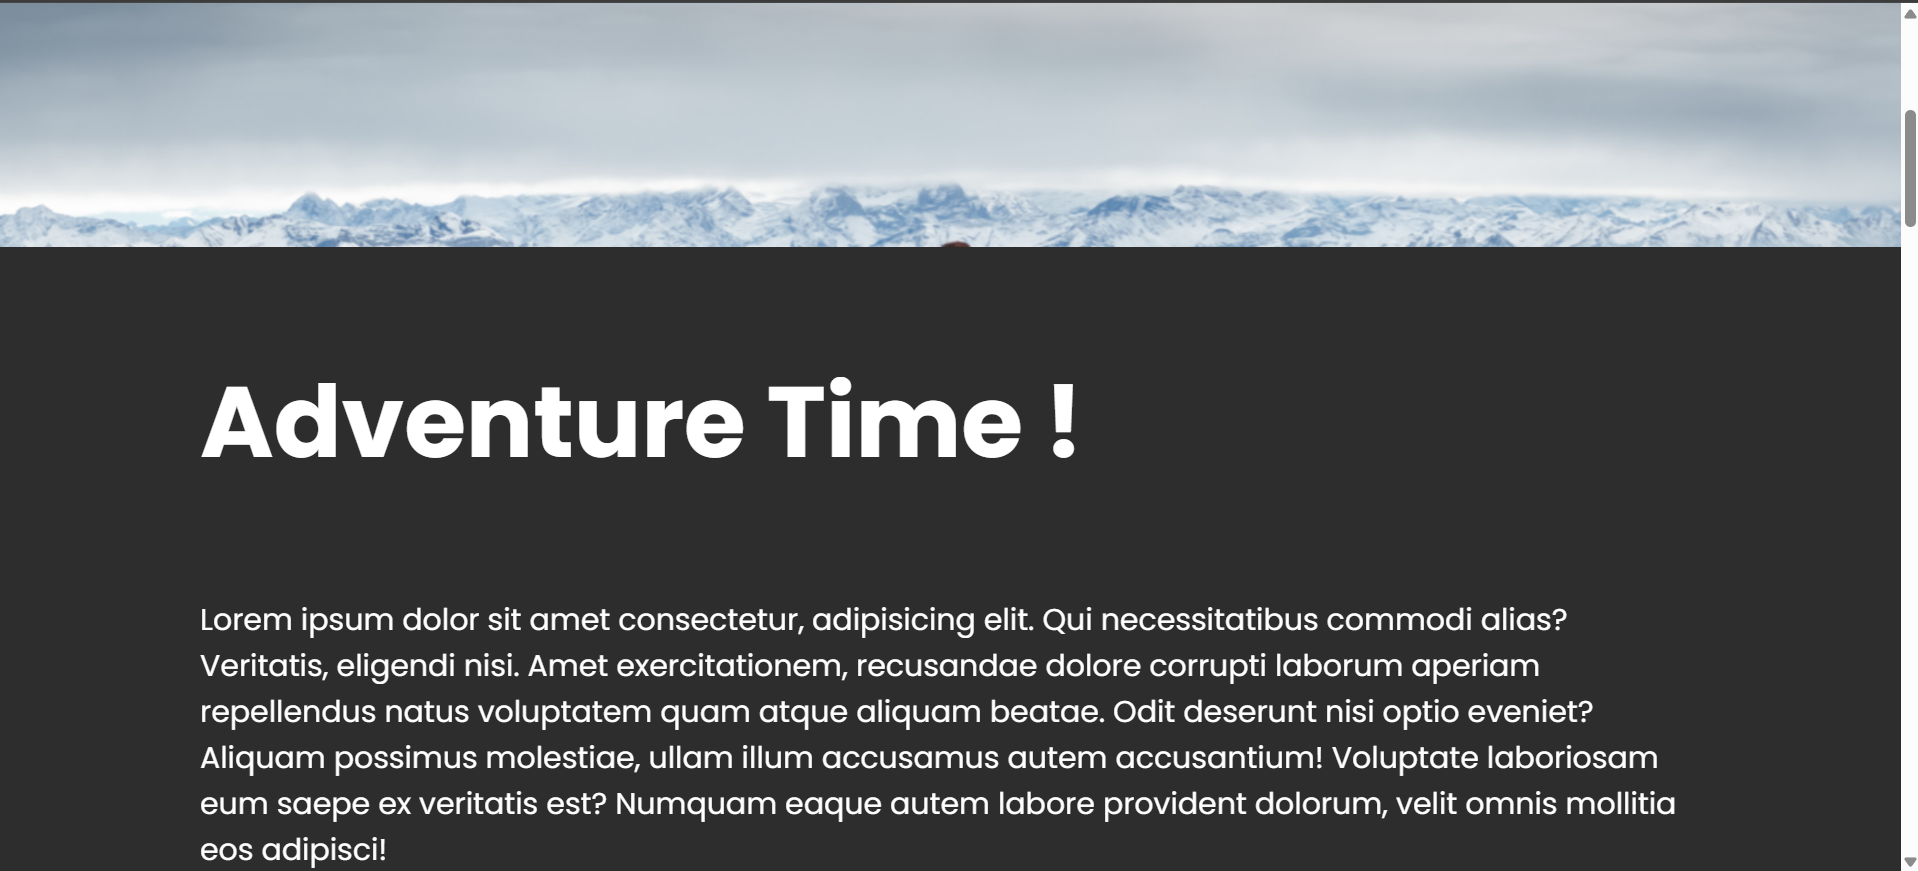 Adventure Time !
Lorem ipsum dolor sit amet consectetur, adipisicing elit. Qui necessitatibus commodi alias?
Veritatis, eligendi nisi. Amet exercitationem, recusandae dolore corrupti laborum aperiam
repellendus natus voluptatem quam atque aliquam beatae. Odit deserunt nisi optio eveniet?
Aliquam possimus molestiae, ullam illum accusamus autem accusantium! Voluptate laboriosam
eum saepe ex veritatis est? Numquam eaque autem labore provident dolorum, velit omnis mollitia
eos adipisci!